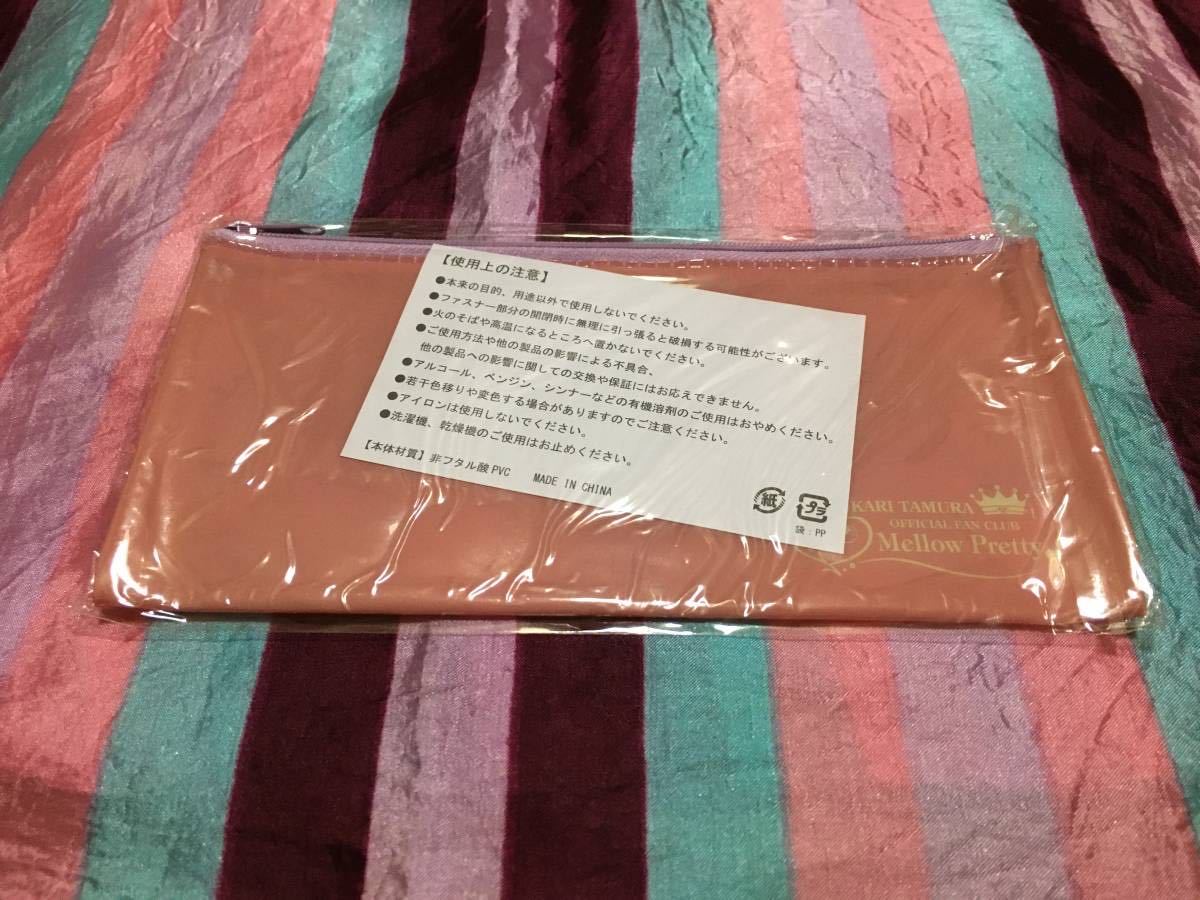 【使用上の注意】
●本来の目的、用途以外で使用しないでください。
●ファスナー部分の開閉時に無理に引っ張ると破損する可能性がございます。
●火のそばや高温になるところへ置かないでください。
●ご使用方法や他の製品の影響による不具合、
他の製品への影響に関しての交換や保証にはお応えできません。
●アルコール、ベンジン、シンナーなどの有機溶剤のご使用はおやめください。
●若干色移りや変色する場合がありますのでご注意ください。
●アイロンは使用しないでください。
●洗濯機、乾燥機のご使用はお止めください。
【本体材質】非フタル酸PVC MADE IN CHINA
紙
プラ
袋：PP
KARI TAMURA
OFFICIAL FAN CLUB
Mellow Pretty